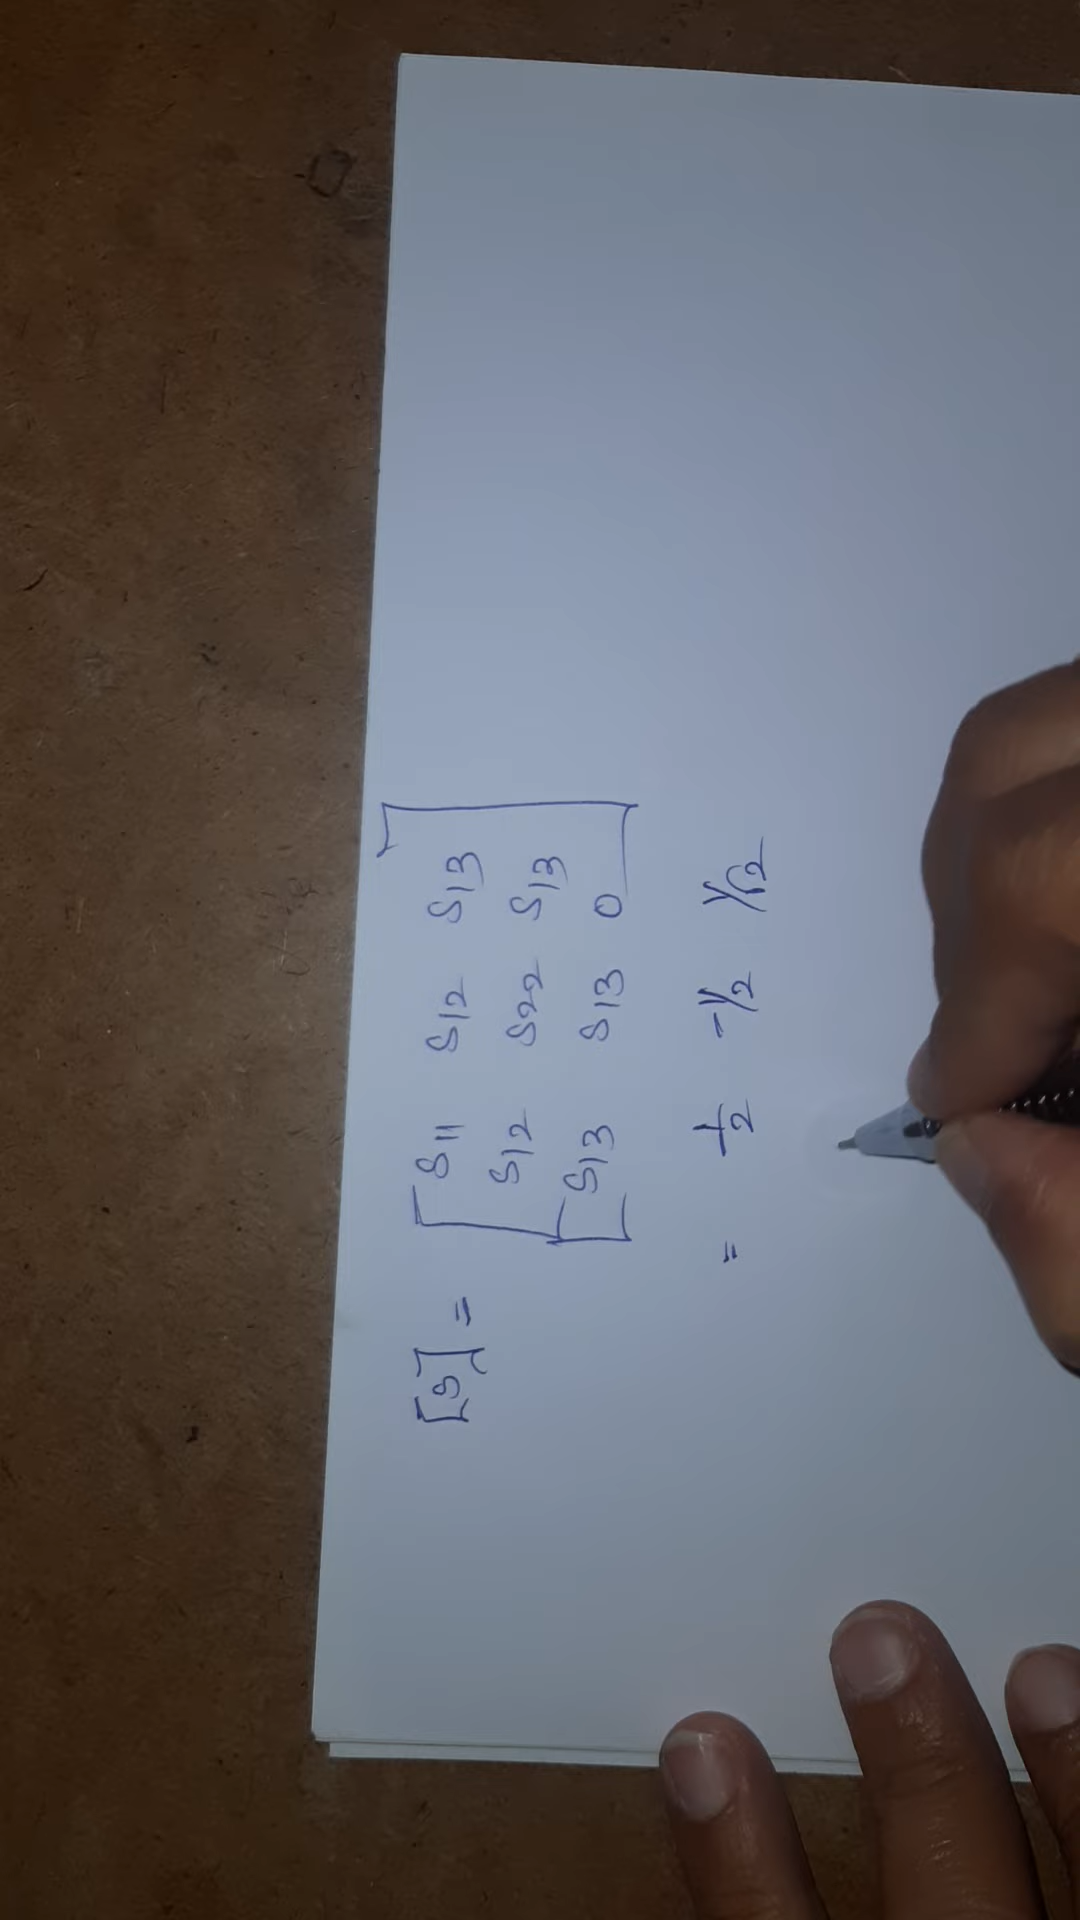 [S] = [ S11 S12 S13
S12 S22 S13
S13 S13 0 ]
= 1/2 -1/2 1/√2